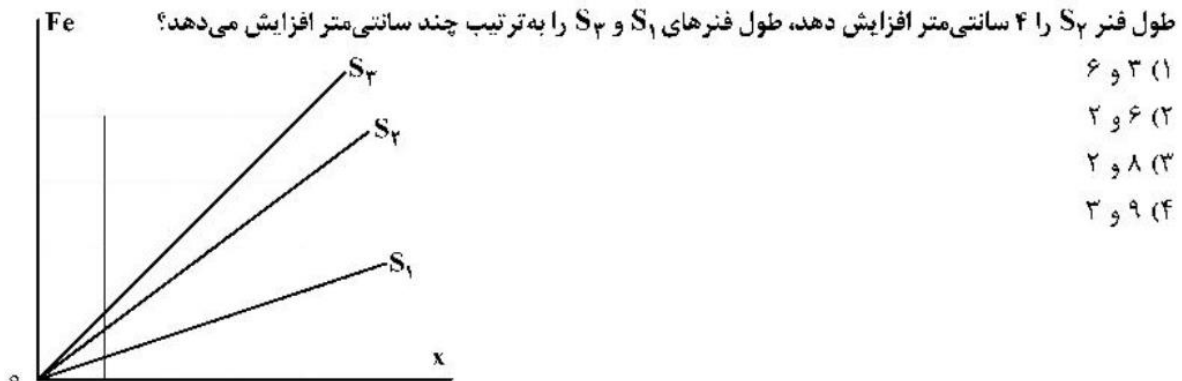 طول فنر S۲ را ۴ سانتی‌متر افزایش دهد، طول فنرهای S۱ و S۳ را به‌ترتیب چند سانتی‌متر افزایش می‌دهد؟
۱) ۳ و ۶
۲) ۶ و ۲
۳) ۸ و ۲
۴) ۹ و ۳
Fe
S۳
S۲
S۱
x
۰